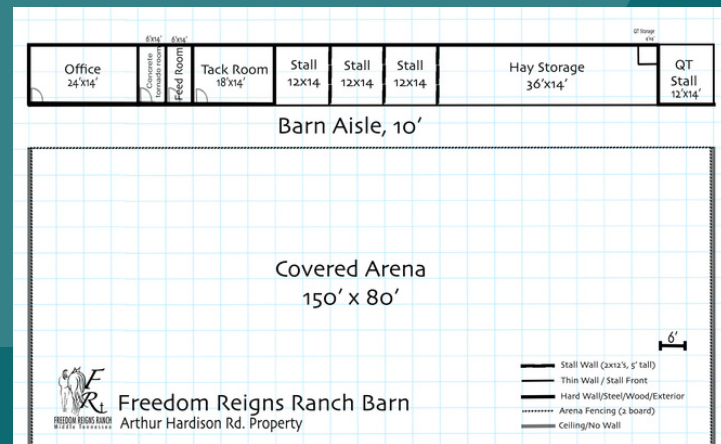 6'x14'
6'x14'
QT Storage
Office
24'x14'
Concrete
tornado room
Feed Room
Tack Room
18'x14'
Stall
12x14
Stall
12x14
Stall
12x14
Hay Storage
36'x14'
QT
Stall
12'x14'
Barn Aisle, 10'
Covered Arena
150' x 80'
6'
Stall Wall (2x12's, 5' tall)
Thin Wall / Stall Front
Hard Wall/Steel/Wood/Exterior
Arena Fencing (2 board)
Ceiling/No Wall
FR
FREEDOM REIGNS RANCH
Middle Tennessee
Freedom Reigns Ranch Barn
Arthur Hardison Rd. Property